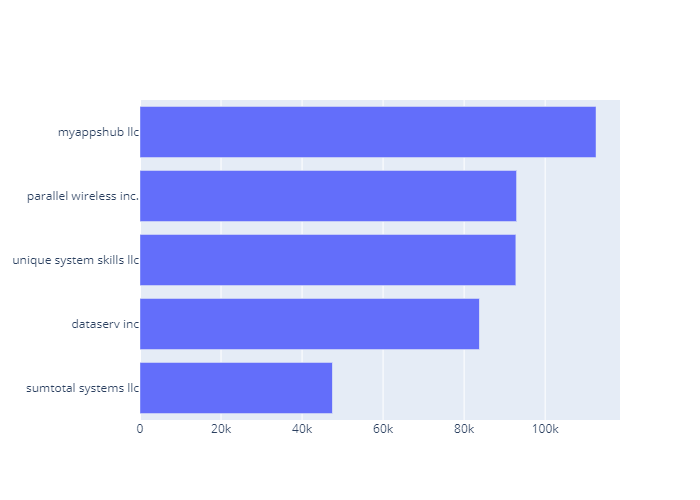 myappshub llc
parallel wireless inc.
unique system skills llc
dataserv inc
sumtotal systems llc
0 20k 40k 60k 80k 100k